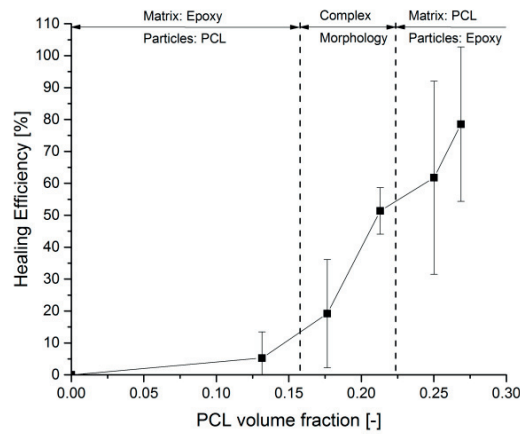 Matrix: Epoxy Complex Matrix: PCL
Particles: PCL Morphology Particles: Epoxy
Healing Efficiency [%]
110
100
90
80
70
60
50
40
30
20
10
0
0.00 0.05 0.10 0.15 0.20 0.25 0.30
PCL volume fraction [-]